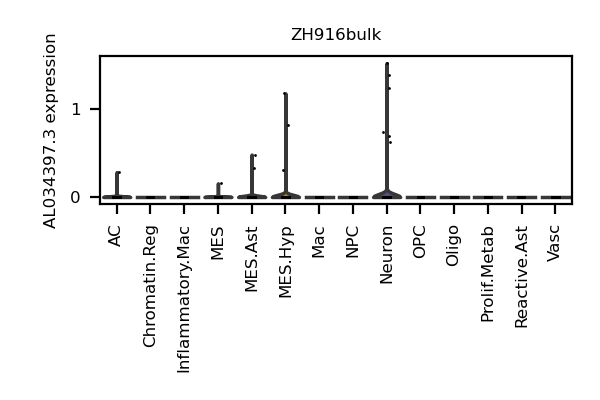 ZH916bulk
AL034397.3 expression
1
0
AC
Chromatin.Reg
Inflammatory.Mac
MES
MES.Ast
MES.Hyp
Mac
NPC
Neuron
OPC
Oligo
Prolif.Metab
Reactive.Ast
Vasc